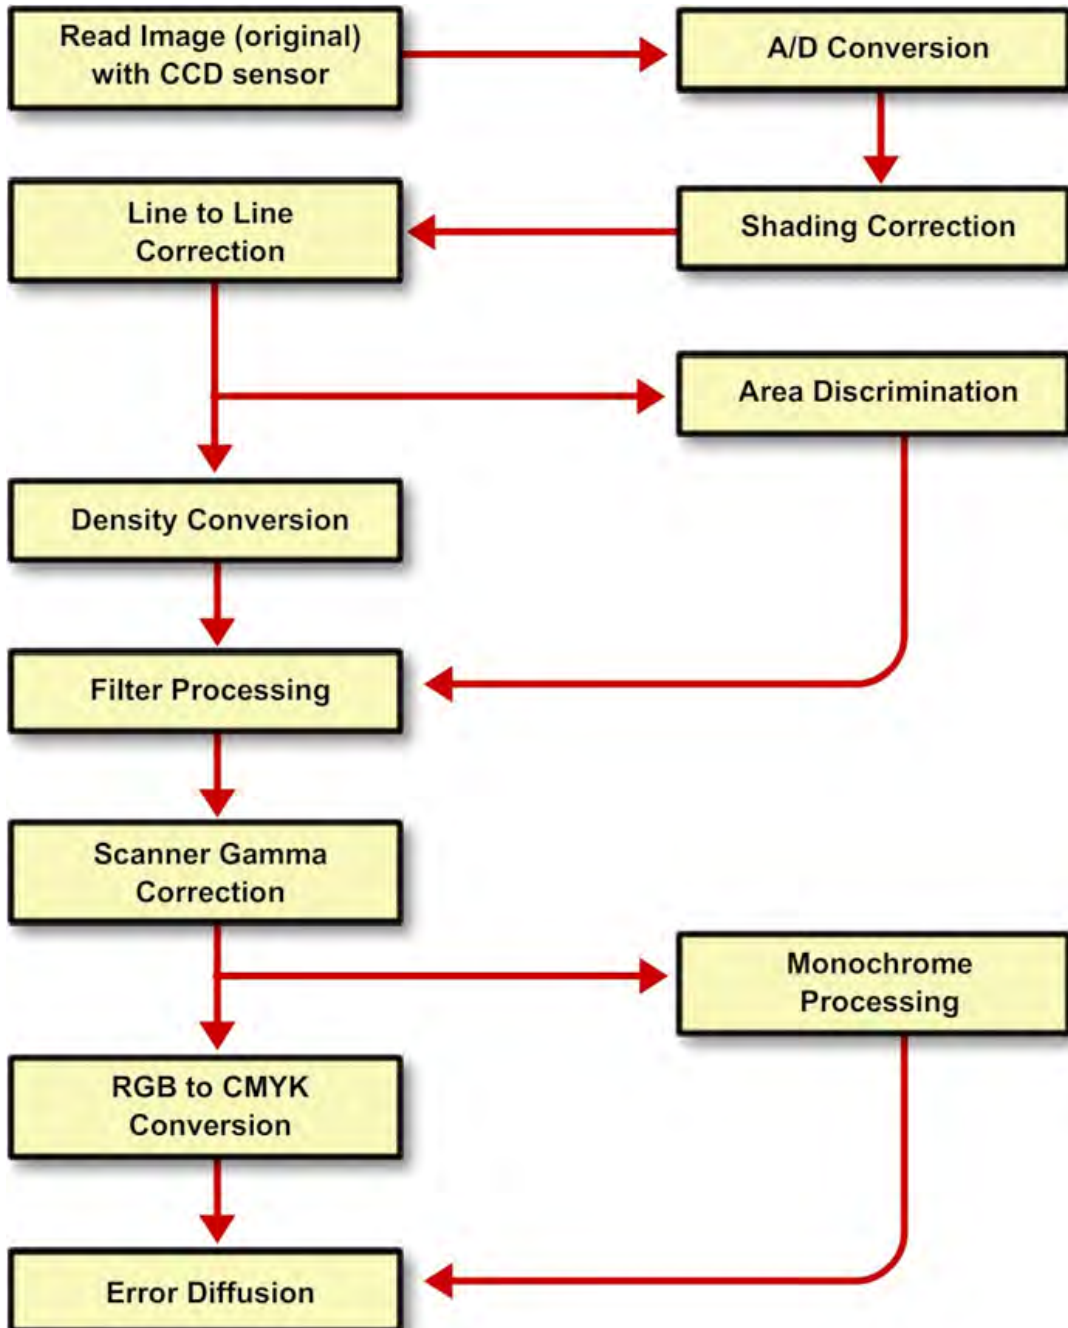 Read Image (original)
with CCD sensor
A/D Conversion
Shading Correction
Line to Line
Correction
Area Discrimination
Density Conversion
Filter Processing
Scanner Gamma
Correction
Monochrome
Processing
RGB to CMYK
Conversion
Error Diffusion